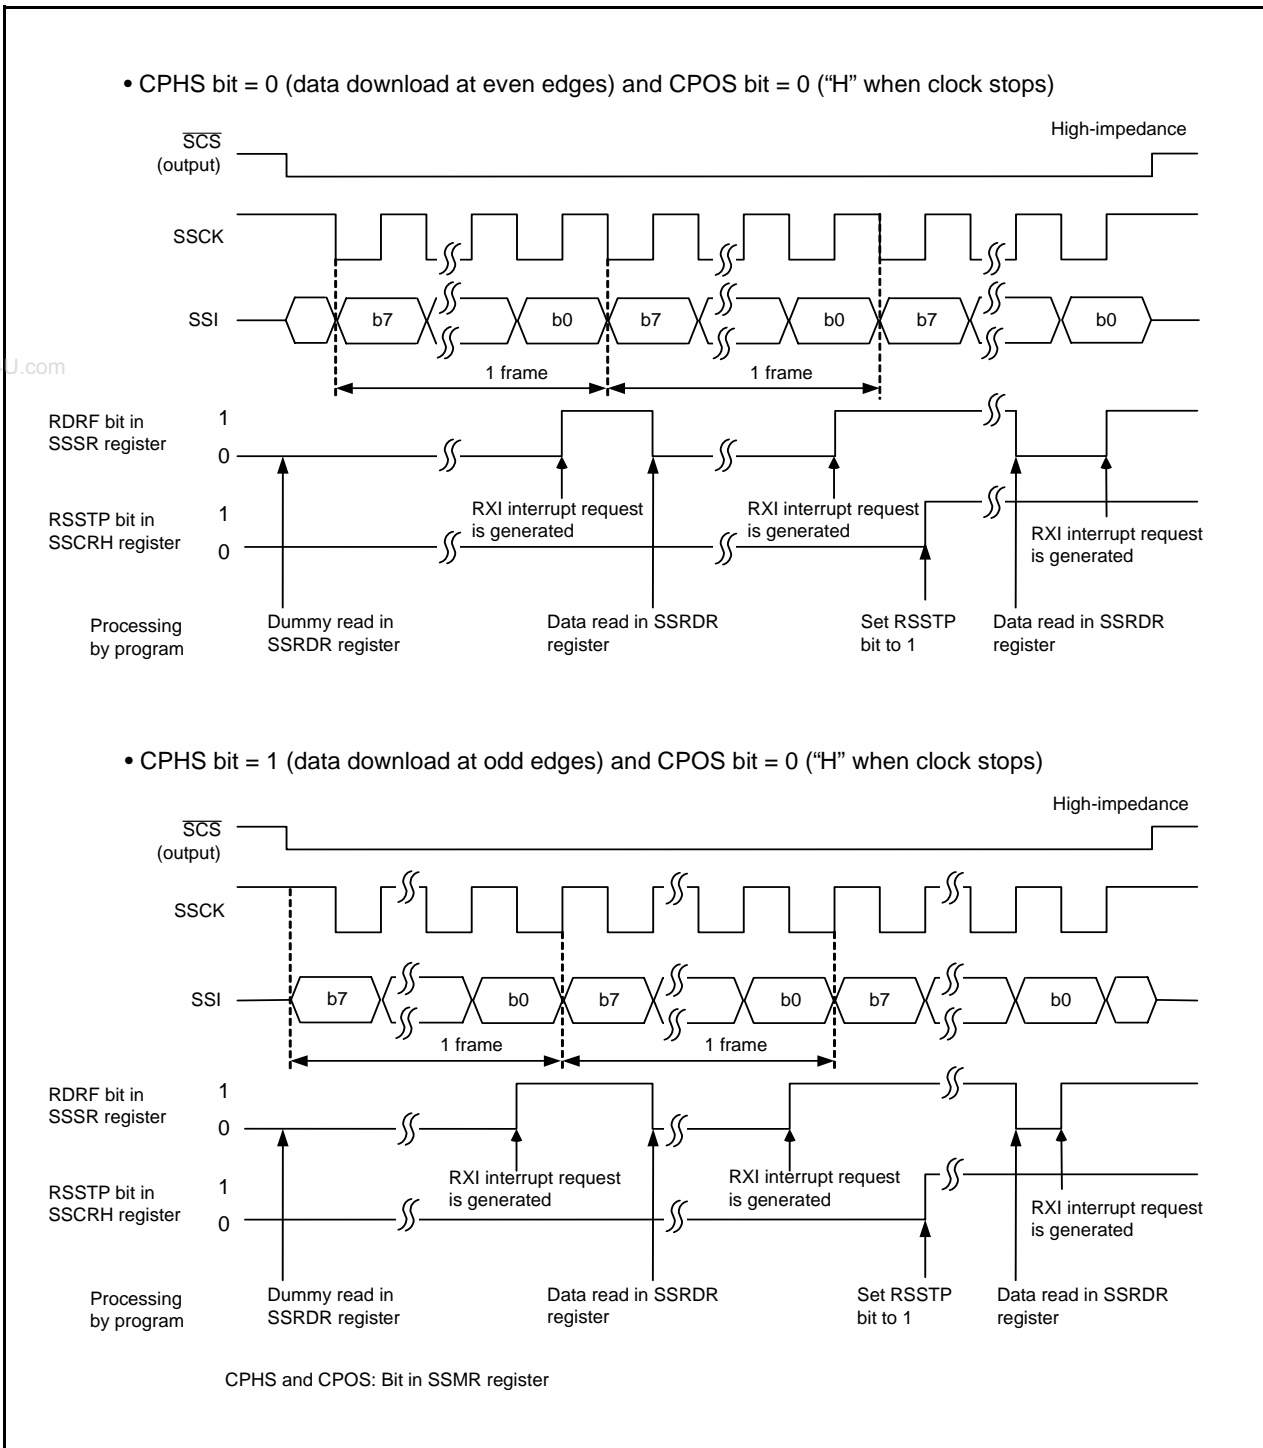 • CPHS bit = 0 (data download at even edges) and CPOS bit = 0 (“H” when clock stops)
SCS
(output)
High-impedance
SSCK
SSI
b7
b0
b7
b0
b7
b0
U.com
1 frame
1 frame
RDRF bit in
SSSR register
1
0
RXI interrupt request
is generated
RXI interrupt request
is generated
RXI interrupt request
is generated
RSSTP bit in
SSCRH register
1
0
Processing
by program
Dummy read in
SSRDR register
Data read in SSRDR
register
Set RSSTP
bit to 1
Data read in SSRDR
register
• CPHS bit = 1 (data download at odd edges) and CPOS bit = 0 (“H” when clock stops)
SCS
(output)
High-impedance
SSCK
SSI
b7
b0
b7
b0
b7
b0
1 frame
1 frame
RDRF bit in
SSSR register
1
0
RXI interrupt request
is generated
RXI interrupt request
is generated
RXI interrupt request
is generated
RSSTP bit in
SSCRH register
1
0
Processing
by program
Dummy read in
SSRDR register
Data read in SSRDR
register
Set RSSTP
bit to 1
Data read in SSRDR
register
CPHS and CPOS: Bit in SSMR register